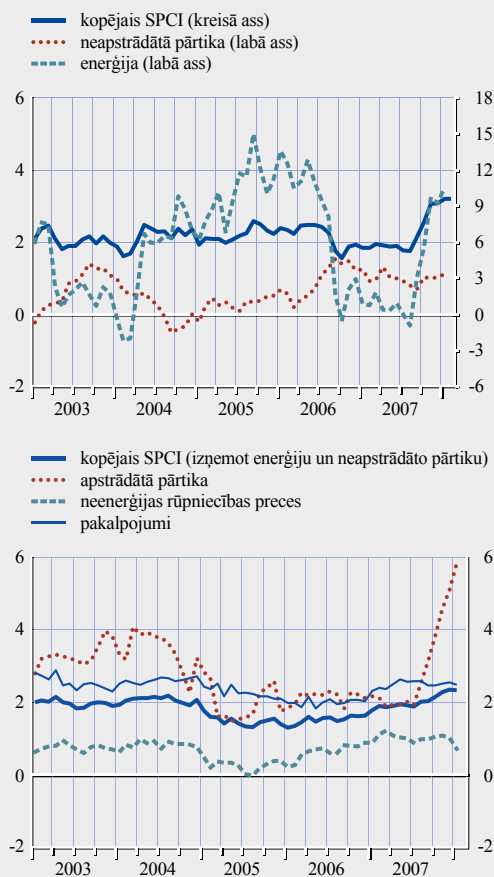 kopējais SPCI (kreisā ass)
neapstrādātā pārtika (labā ass)
enerģija (labā ass)
6 18
15
4 12
9
2 6
3
0 0
-3
-2 -6
2003 2004 2005 2006 2007
kopējais SPCI (izņemot enerģiju un neapstrādāto pārtiku)
apstrādātā pārtika
neenerģijas rūpniecības preces
pakalpojumi
6 6
4 4
2 2
0 0
-2 -2
2003 2004 2005 2006 2007